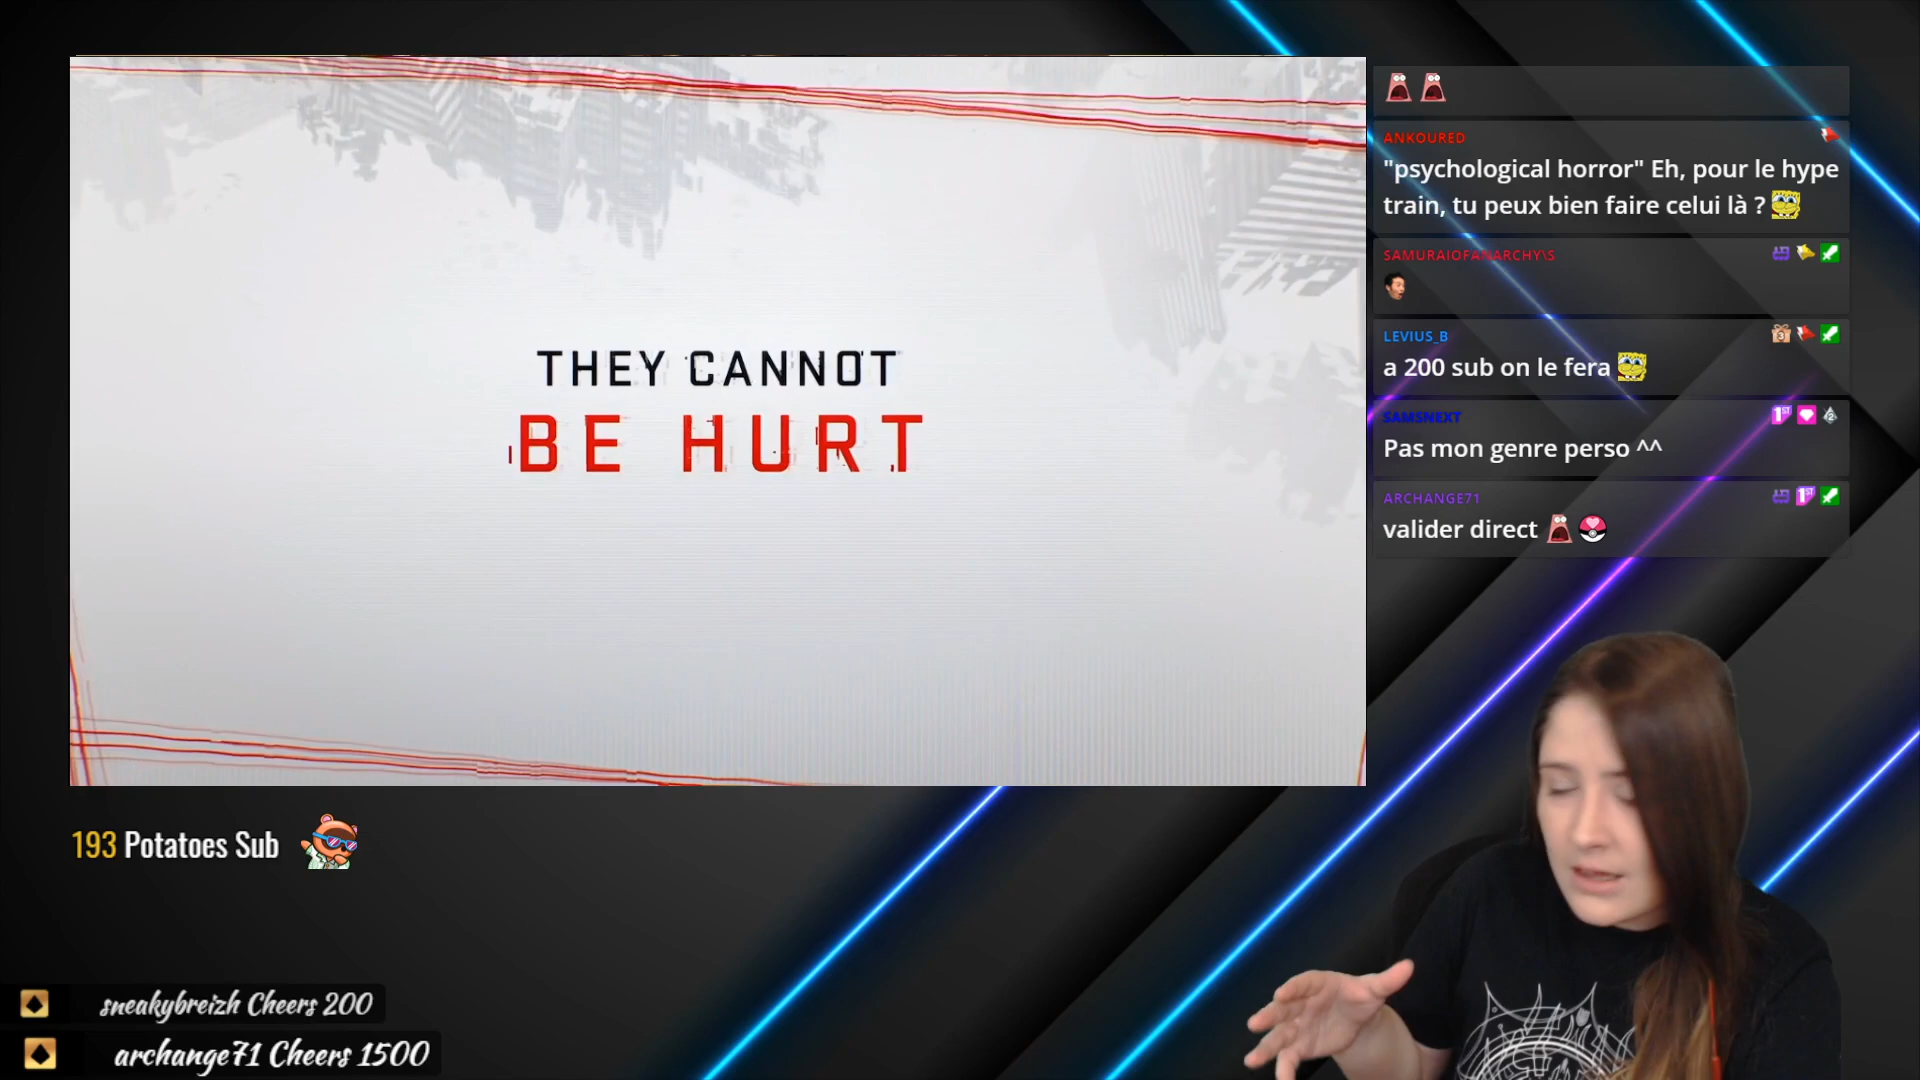 THEY CANNOT
BE HURT
ANKOURED
"psychological horror" Eh, pour le hype
train, tu peux bien faire celui là ?
SAMURAIOFANARCHY\S
LEVIUS_B
a 200 sub on le fera
SAMSNEXT
Pas mon genre perso ^^
ARCHANGE71
valider direct
193 Potatoes Sub
sneakybreizh Cheers 200
archange71 Cheers 1500